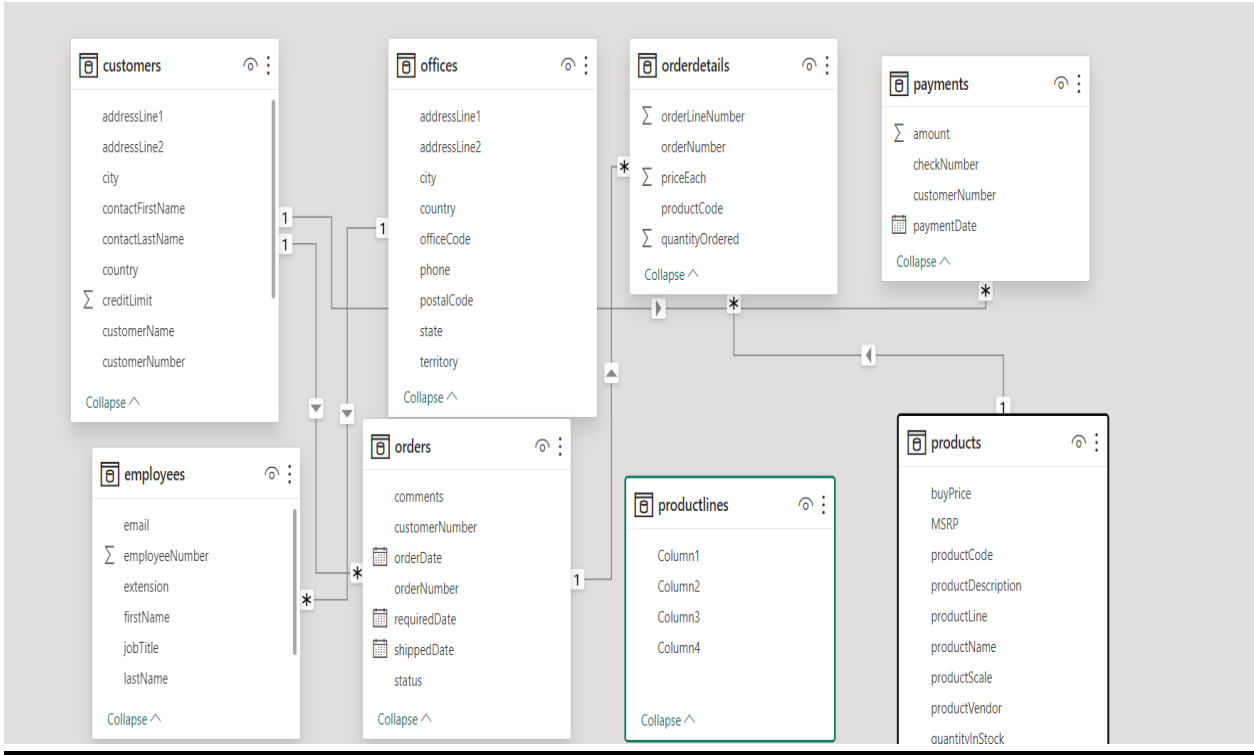 customers
addressLine1
addressLine2
city
contactFirstName
contactLastName
country
∑ creditLimit
customerName
customerNumber
Collapse
offices
addressLine1
addressLine2
city
country
officeCode
phone
postalCode
state
territory
Collapse
orderdetails
∑ orderLineNumber
orderNumber
∑ priceEach
productCode
∑ quantityOrdered
Collapse
payments
∑ amount
checkNumber
customerNumber
paymentDate
Collapse
1
1
1
*
*
*
1
employees
email
∑ employeeNumber
extension
firstName
jobTitle
lastName
Collapse
*
orders
comments
customerNumber
orderDate
orderNumber
requiredDate
shippedDate
status
Collapse
*
1
productlines
Column1
Column2
Column3
Column4
Collapse
products
buyPrice
MSRP
productCode
productDescription
productLine
productName
productScale
productVendor
quantityInStock